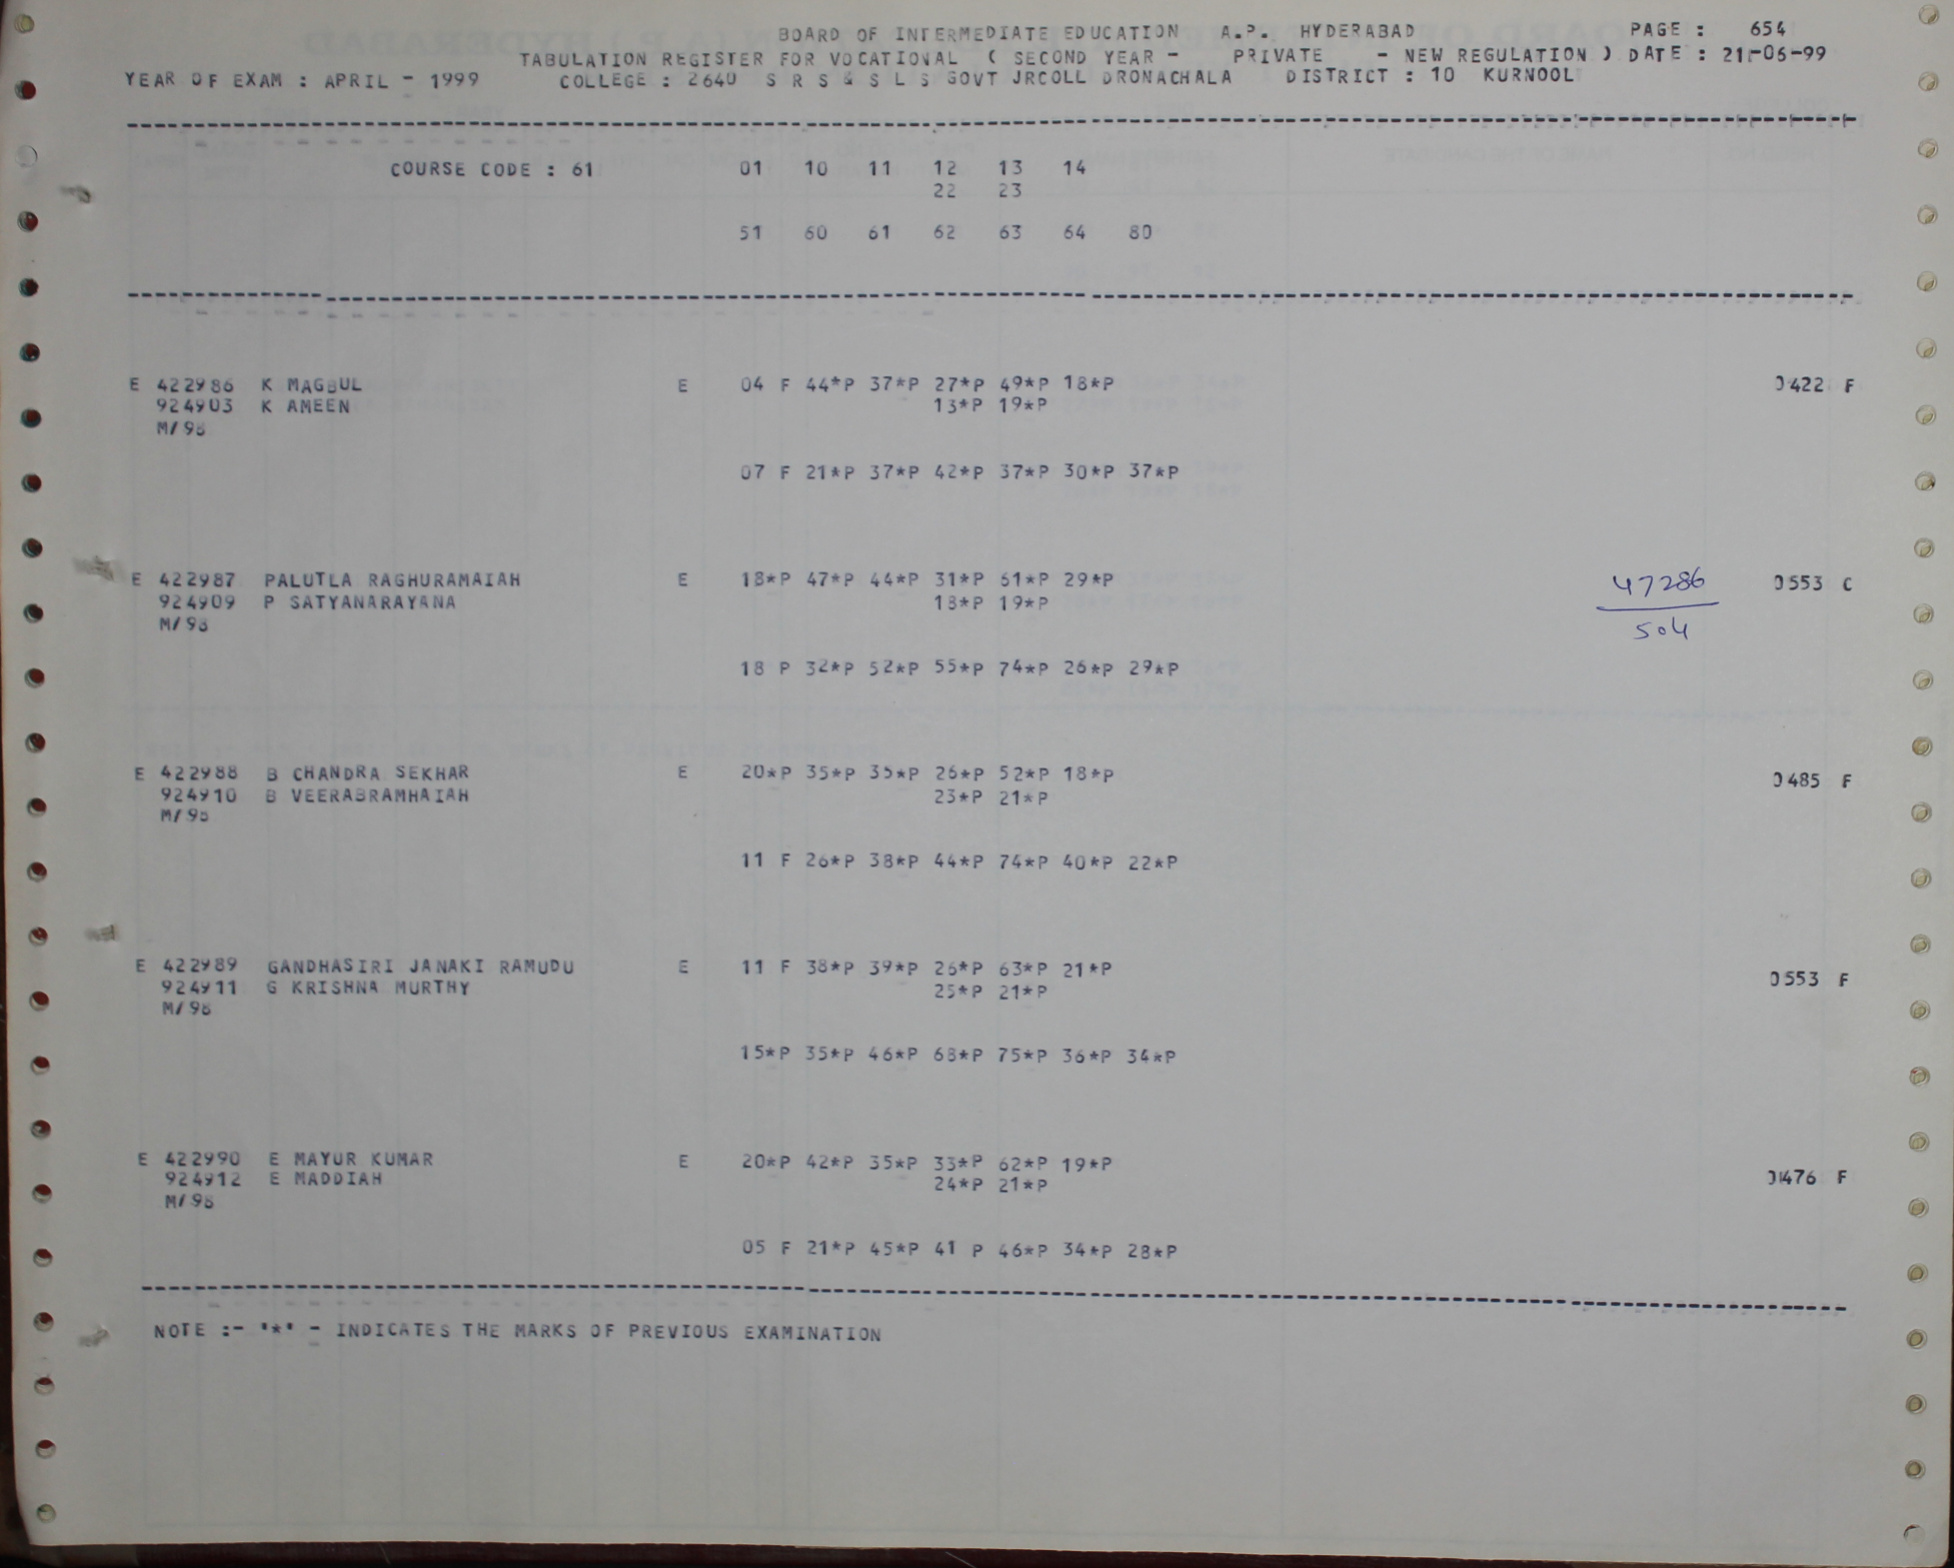 BOARD OF INTERMEDIATE EDUCATION A.P. HYDERABAD PAGE : 654
TABULATION REGISTER FOR VOCATIONAL ( SECOND YEAR - PRIVATE - NEW REGULATION ) DATE : 21-06-99
YEAR OF EXAM : APRIL - 1999 COLLEGE : 2640 S R S & S L S GOVT JRCOLL DRONACHALA DISTRICT : 10 KURNOOL
COURSE CODE : 61 01 10 11 12 13 14
22 23
51 60 61 62 63 64 80
E 422986 K MAGBUL E 04 F 44*P 37*P 27*P 49*P 18*P 0422 F
924903 K AMEEN 13*P 19*P
M/98
07 F 21*P 37*P 42*P 37*P 30*P 37*P
E 422987 PALUTLA RAGHURAMAIAH E 18*P 47*P 44*P 31*P 61*P 29*P 47286 0553 C
924909 P SATYANARAYANA 18*P 19*P 504
M/98
18 P 32*P 52*P 55*P 74*P 26*P 29*P
E 422988 B CHANDRA SEKHAR E 20*P 35*P 35*P 26*P 52*P 18*P 0485 F
924910 B VEERABRAMHAIAH 23*P 21*P
M/98
11 F 26*P 38*P 44*P 74*P 40*P 22*P
E 422989 GANDHASIRI JANAKI RAMUDU E 11 F 38*P 39*P 26*P 63*P 21*P 0553 F
924911 G KRISHNA MURTHY 25*P 21*P
M/98
15*P 35*P 46*P 68*P 75*P 36*P 34*P
E 422990 E MAYUR KUMAR E 20*P 42*P 35*P 33*P 62*P 19*P 0476 F
924912 E MADDIAH 24*P 21*P
M/98
05 F 21*P 45*P 41 P 46*P 34*P 28*P
NOTE :- '*' - INDICATES THE MARKS OF PREVIOUS EXAMINATION